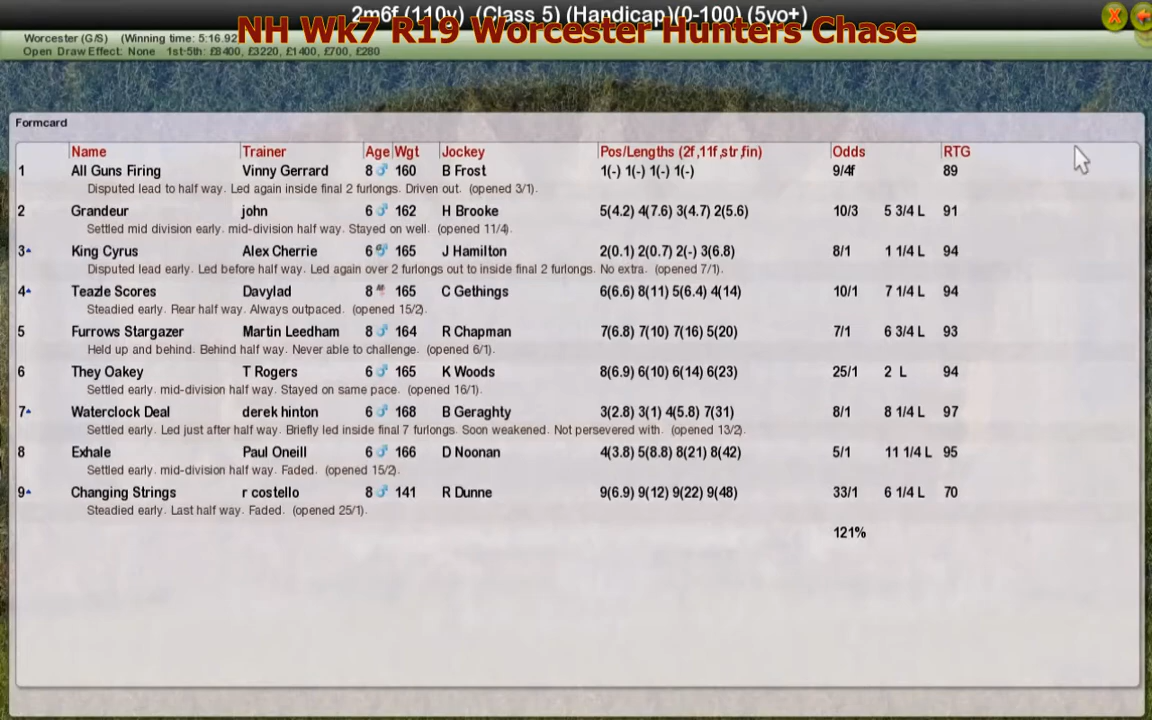 2m6f (110y) (Class 5) (Handicap)(0-100) (5yo+)
NH Wk7 R19 Worcester Hunters Chase
Worcester (G/S) (Winning time: 5:16.92
Open Draw Effect: None 1st-5th: £8400, £3220, £1400, £700, £280
Formcard
Name Trainer Age Wgt Jockey Pos/Lengths (2f,11f,str,fin) Odds RTG
1 All Guns Firing Vinny Gerrard 8 160 B Frost 1(-) 1(-) 1(-) 1(-) 9/4f 89
Disputed lead to half way. Led again inside final 2 furlongs. Driven out. (opened 3/1).
2 Grandeur john 6 162 H Brooke 5(4.2) 4(7.6) 3(4.7) 2(5.6) 10/3 5 3/4 L 91
Settled mid division early. mid-division half way. Stayed on well. (opened 11/4).
3 King Cyrus Alex Cherrie 6 165 J Hamilton 2(0.1) 2(0.7) 2(-) 3(6.8) 8/1 1 1/4 L 94
Disputed lead early. Led before half way. Led again over 2 furlongs out to inside final 2 furlongs. No extra. (opened 7/1).
4 Teazle Scores Davylad 8 165 C Gethings 6(6.6) 8(11) 5(6.4) 4(14) 10/1 7 1/4 L 94
Steadied early. Rear half way. Always outpaced. (opened 15/2).
5 Furrows Stargazer Martin Leedham 8 164 R Chapman 7(6.8) 7(10) 7(16) 5(20) 7/1 6 3/4 L 93
Held up and behind. Behind half way. Never able to challenge. (opened 6/1).
6 They Oakey T Rogers 6 165 K Woods 8(6.9) 6(10) 6(14) 6(23) 25/1 2 L 94
Settled early. mid-division half way. Stayed on same pace. (opened 16/1).
7 Waterclock Deal derek hinton 6 168 B Geraghty 3(2.8) 3(1) 4(5.8) 7(31) 8/1 8 1/4 L 97
Settled early. Led just after half way. Briefly led inside final 7 furlongs. Soon weakened. Not persevered with. (opened 13/2).
8 Exhale Paul Oneill 6 166 D Noonan 4(3.8) 5(8.8) 8(21) 8(42) 5/1 11 1/4 L 95
Settled early. mid-division half way. Faded. (opened 15/2).
9 Changing Strings r costello 8 141 R Dunne 9(6.9) 9(12) 9(22) 9(48) 33/1 6 1/4 L 70
Steadied early. Last half way. Faded. (opened 25/1).
121%